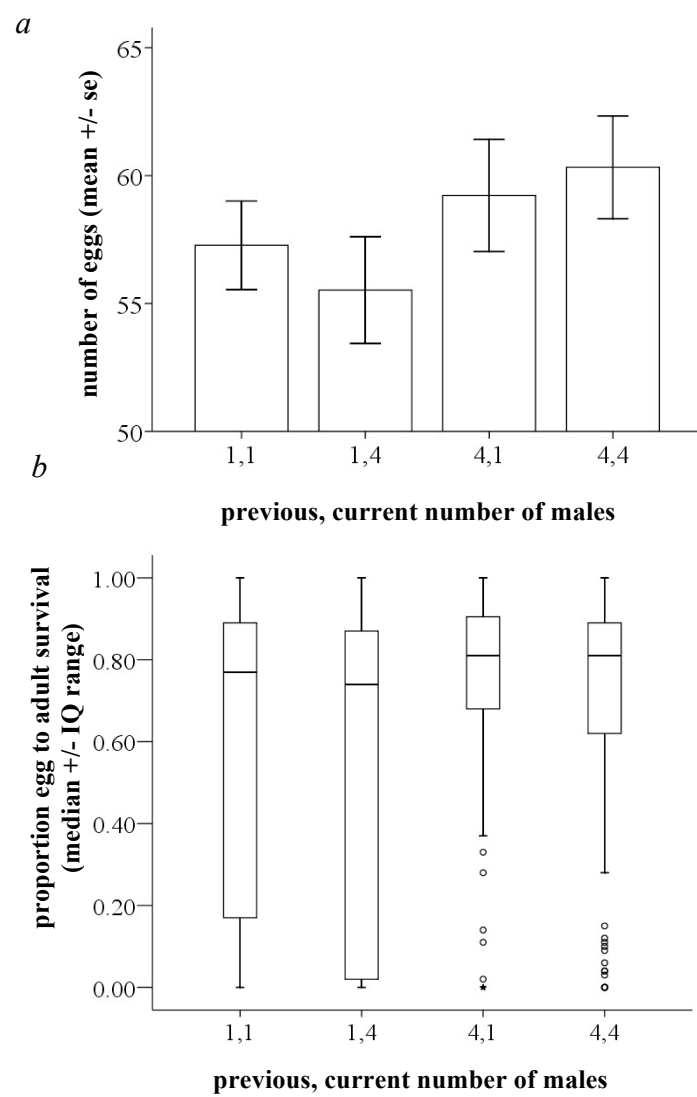 a
number of eggs (mean +/- se)
65
60
55
50
1,1 1,4 4,1 4,4
previous, current number of males
b
proportion egg to adult survival
(median +/- IQ range)
1.00
0.80
0.60
0.40
0.20
0.00
1,1 1,4 4,1 4,4
previous, current number of males